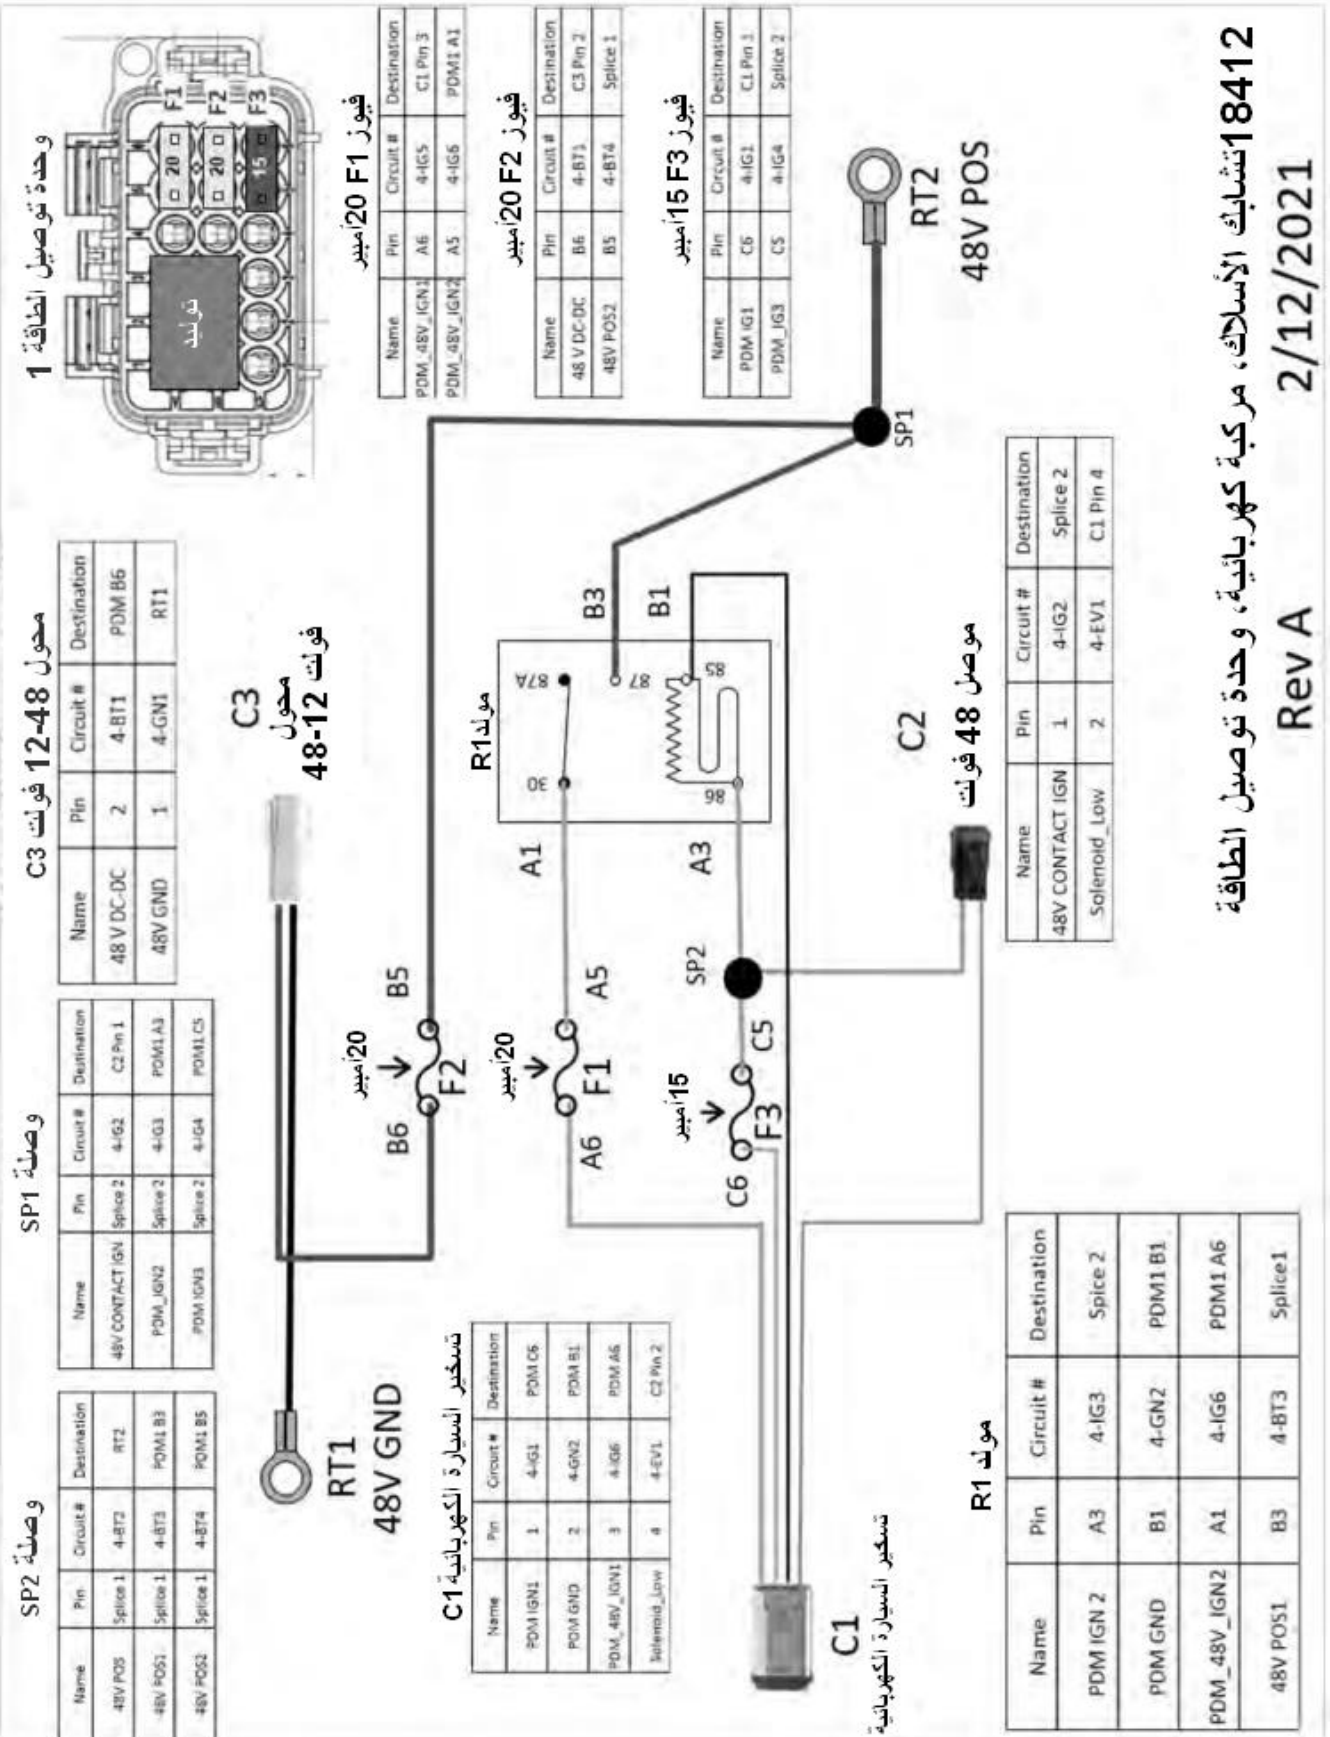 وصلة SP2
Name Pin Circuit # Destination
48V POS Splice 1 4-BT2 RT2
48V POS1 Splice 1 4-BT3 PDM1 B3
48V POS2 Splice 1 4-BT4 PDM1 B5
وصلة SP1
Name Pin Circuit # Destination
48V CONTACT IGN Splice 2 4-IG2 C2 Pin 1
PDM_IGN2 Splice 2 4-IG3 PDM1 A3
PDM IGN3 Splice 2 4-IG4 PDM1 C5
محول 48-12 فولت C3
Name Pin Circuit # Destination
48 V DC-DC 2 4-BT1 PDM B6
48V GND 1 4-GN1 RT1
وحدة توصيل الطاقة 1
توليد
20 F1
20 F2
15 F3
فيوز F1 20أمبير
Name Pin Circuit # Destination
PDM_48V_IGN1 A6 4-IG5 C1 Pin 3
PDM_48V_IGN2 A5 4-IG6 PDM1 A1
فيوز F2 20أمبير
Name Pin Circuit # Destination
48 V DC-DC B6 4-BT1 C3 Pin 2
48V POS2 B5 4-BT4 Splice 1
فيوز F3 15أمبير
Name Pin Circuit # Destination
PDM IG1 C6 4-IG1 C1 Pin 1
PDM_IG3 C5 4-IG4 Splice 2
RT1
48V GND
C3
محول
48-12 فولت
20أمبير
B6 F2 B5
20أمبير
A6 F1 A5
15أمبير
C6 F3 C5
SP2
مولد R1
A1 30 87A
87 B3
A3 86 85 B1
SP1
RT2
48V POS
تسخير السيارة الكهربائية C1
Name Pin Circuit # Destination
PDM IGN1 1 4-IG1 PDM C6
PDM GND 2 4-GN2 PDM B1
PDM_48V_IGN1 3 4-IG6 PDM A6
Solenoid_Low 4 4-EV1 C2 Pin 2
C1
تسخير السيارة الكهربائية
C2
موصل 48 فولت
Name Pin Circuit # Destination
48V CONTACT IGN 1 4-IG2 Splice 2
Solenoid_Low 2 4-EV1 C1 Pin 4
مولد R1
Name Pin Circuit # Destination
PDM IGN 2 A3 4-IG3 Spice 2
PDM GND B1 4-GN2 PDM1 B1
PDM_48V_IGN2 A1 4-IG6 PDM1 A6
48V POS1 B3 4-BT3 Splice1
18412تشابك الأسلاك، مركبة كهربائية، وحدة توصيل الطاقة
Rev A 2/12/2021